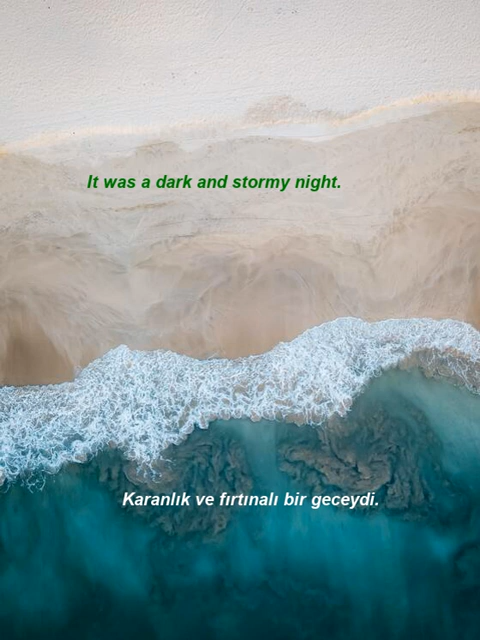 It was a dark and stormy night.
Karanlık ve fırtınalı bir geceydi.